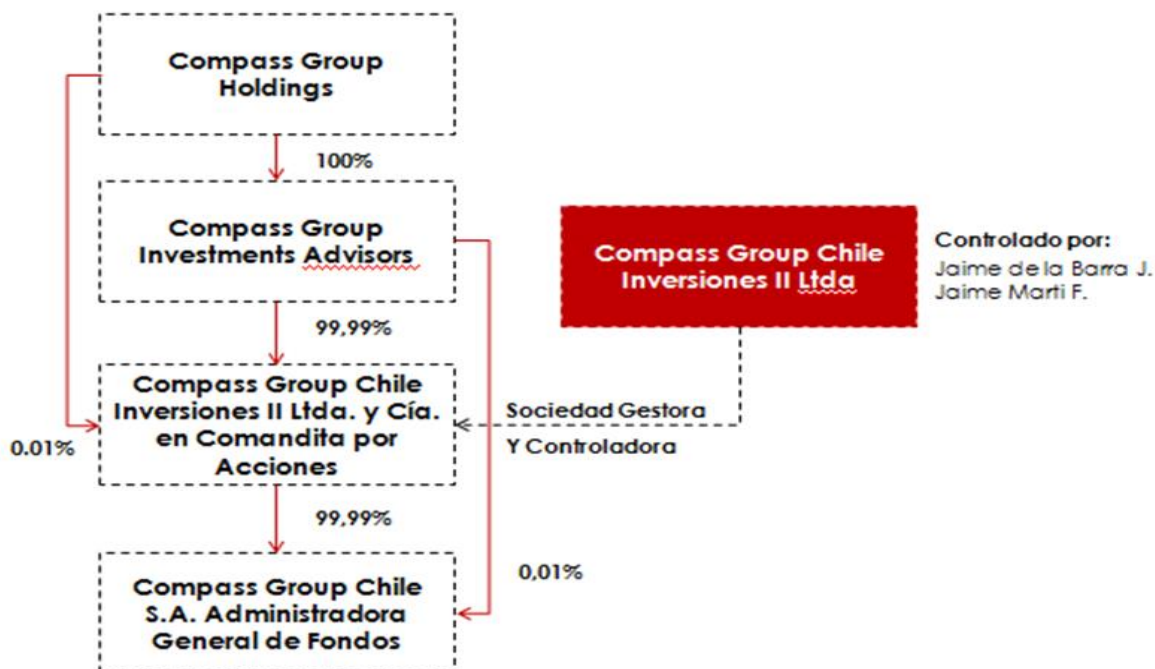 Compass Group
Holdings
100%
Compass Group
Investments Advisors
Compass Group Chile
Inversiones II Ltda
Controlado por:
Jaime de la Barra J.
Jaime Marti F.
99,99%
Compass Group Chile
Inversiones II Ltda. y Cía.
en Comandita por
Acciones
Sociedad Gestora
Y Controladora
0.01%
99,99%
0,01%
Compass Group Chile
S.A. Administradora
General de Fondos